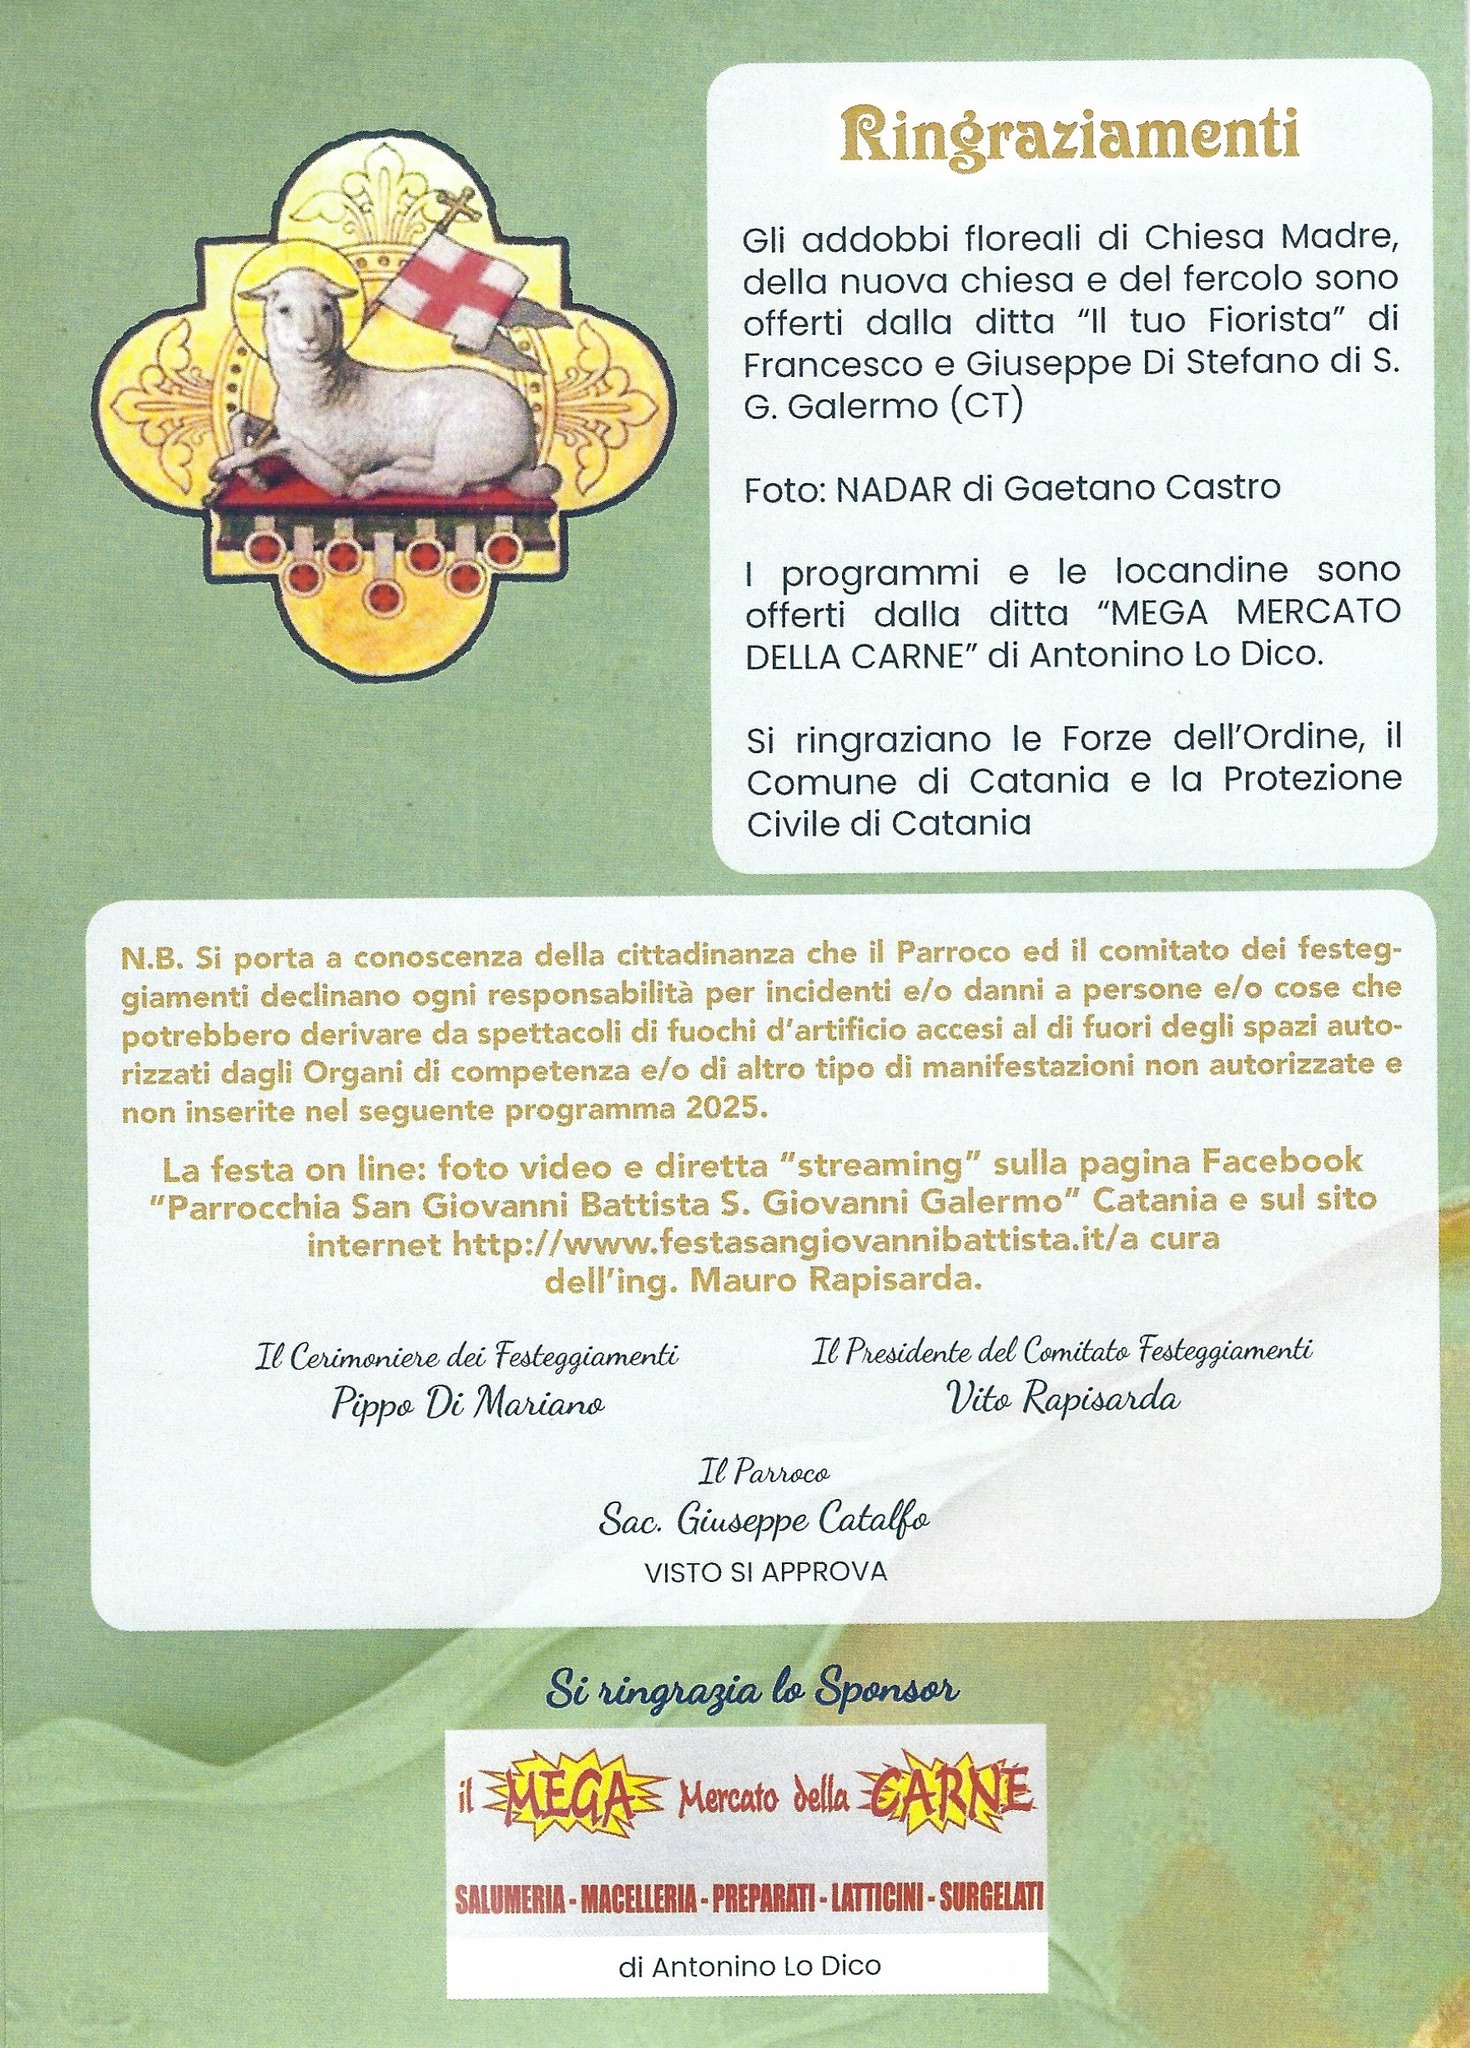 Ringraziamenti
Gli addobbi floreali di Chiesa Madre,
della nuova chiesa e del fercolo sono
offerti dalla ditta “Il tuo Fiorista” di
Francesco e Giuseppe Di Stefano di S.
G. Galermo (CT)
Foto: NADAR di Gaetano Castro
I programmi e le locandine sono
offerti dalla ditta “MEGA MERCATO
DELLA CARNE” di Antonino Lo Dico.
Si ringraziano le Forze dell’Ordine, il
Comune di Catania e la Protezione
Civile di Catania
N.B. Si porta a conoscenza della cittadinanza che il Parroco ed il comitato dei festeg-
giamenti declinano ogni responsabilità per incidenti e/o danni a persone e/o cose che
potrebbero derivare da spettacoli di fuochi d’artificio accesi al di fuori degli spazi auto-
rizzati dagli Organi di competenza e/o di altro tipo di manifestazioni non autorizzate e
non inserite nel seguente programma 2025.
La festa on line: foto video e diretta “streaming” sulla pagina Facebook
“Parrocchia San Giovanni Battista S. Giovanni Galermo” Catania e sul sito
internet http://www.festasangiovannibattista.it/a cura
dell’ing. Mauro Rapisarda.
Il Cerimoniere dei Festeggiamenti
Pippo Di Mariano
Il Presidente del Comitato Festeggiamenti
Vito Rapisarda
Il Parroco
Sac. Giuseppe Catalfo
VISTO SI APPROVA
Si ringrazia lo Sponsor
il MEGA Mercato della CARNE
SALUMERIA - MACELLERIA - PREPARATI - LATTICINI - SURGELATI
di Antonino Lo Dico